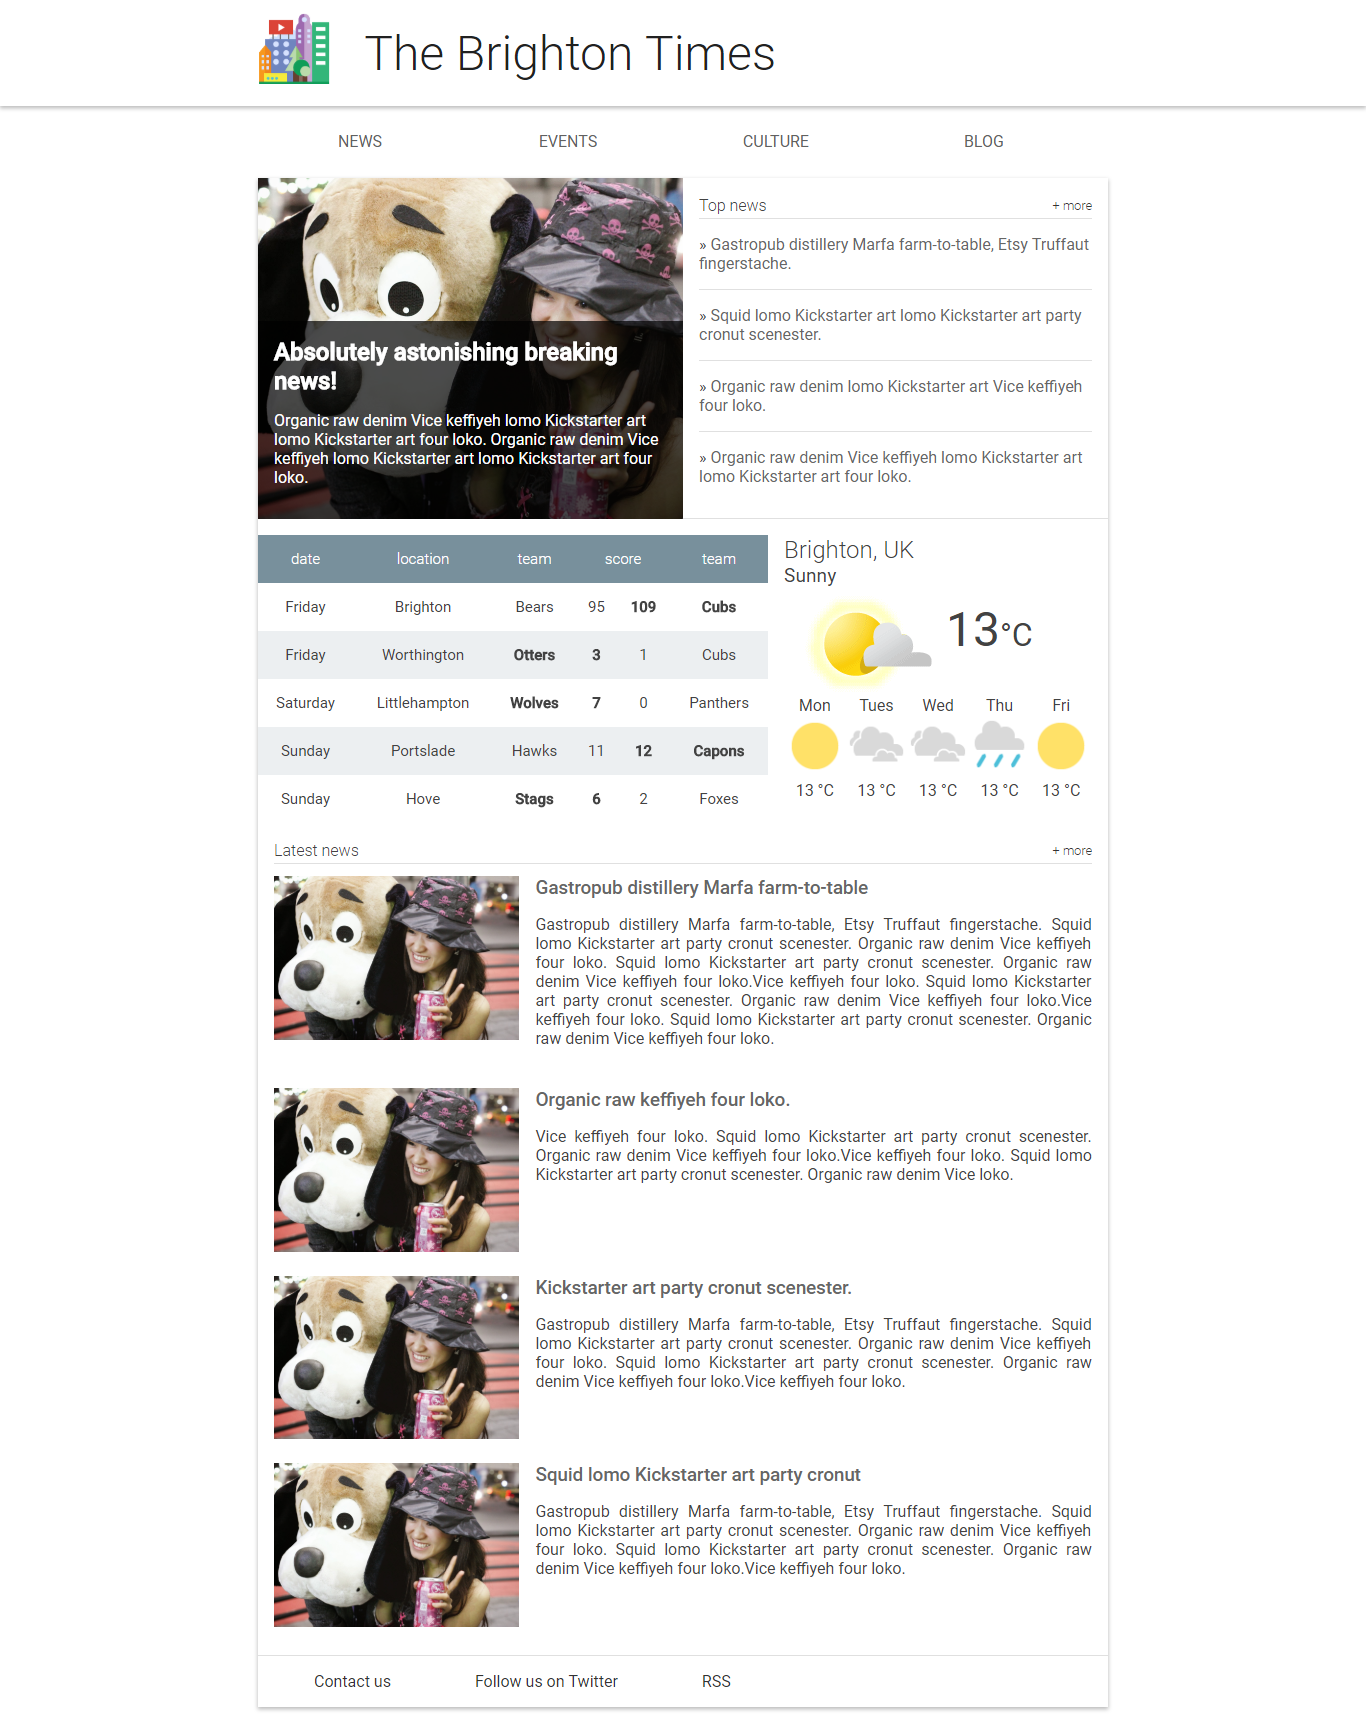 The Brighton Times
NEWS EVENTS CULTURE BLOG
Absolutely astonishing breaking
news!
Organic raw denim Vice keffiyeh lomo Kickstarter art
lomo Kickstarter art four loko. Organic raw denim Vice
keffiyeh lomo Kickstarter art lomo Kickstarter art four
loko.
Top news + more
» Gastropub distillery Marfa farm-to-table, Etsy Truffaut
fingerstache.
» Squid lomo Kickstarter art lomo Kickstarter art party
cronut scenester.
» Organic raw denim lomo Kickstarter art Vice keffiyeh
four loko.
» Organic raw denim Vice keffiyeh lomo Kickstarter art
lomo Kickstarter art four loko.
date location team score team
Friday Brighton Bears 95 109 Cubs
Friday Worthington Otters 3 1 Cubs
Saturday Littlehampton Wolves 7 0 Panthers
Sunday Portslade Hawks 11 12 Capons
Sunday Hove Stags 6 2 Foxes
Brighton, UK
Sunny
13°C
Mon Tues Wed Thu Fri
13 °C 13 °C 13 °C 13 °C 13 °C
Latest news + more
Gastropub distillery Marfa farm-to-table
Gastropub distillery Marfa farm-to-table, Etsy Truffaut fingerstache. Squid
lomo Kickstarter art party cronut scenester. Organic raw denim Vice keffiyeh
four loko. Squid lomo Kickstarter art party cronut scenester. Organic raw
denim Vice keffiyeh four loko.Vice keffiyeh four loko. Squid lomo Kickstarter
art party cronut scenester. Organic raw denim Vice keffiyeh four loko.Vice
keffiyeh four loko. Squid lomo Kickstarter art party cronut scenester. Organic
raw denim Vice keffiyeh four loko.
Organic raw keffiyeh four loko.
Vice keffiyeh four loko. Squid lomo Kickstarter art party cronut scenester.
Organic raw denim Vice keffiyeh four loko.Vice keffiyeh four loko. Squid lomo
Kickstarter art party cronut scenester. Organic raw denim Vice loko.
Kickstarter art party cronut scenester.
Gastropub distillery Marfa farm-to-table, Etsy Truffaut fingerstache. Squid
lomo Kickstarter art party cronut scenester. Organic raw denim Vice keffiyeh
four loko. Squid lomo Kickstarter art party cronut scenester. Organic raw
denim Vice keffiyeh four loko.Vice keffiyeh four loko.
Squid lomo Kickstarter art party cronut
Gastropub distillery Marfa farm-to-table, Etsy Truffaut fingerstache. Squid
lomo Kickstarter art party cronut scenester. Organic raw denim Vice keffiyeh
four loko. Squid lomo Kickstarter art party cronut scenester. Organic raw
denim Vice keffiyeh four loko.Vice keffiyeh four loko.
Contact us Follow us on Twitter RSS